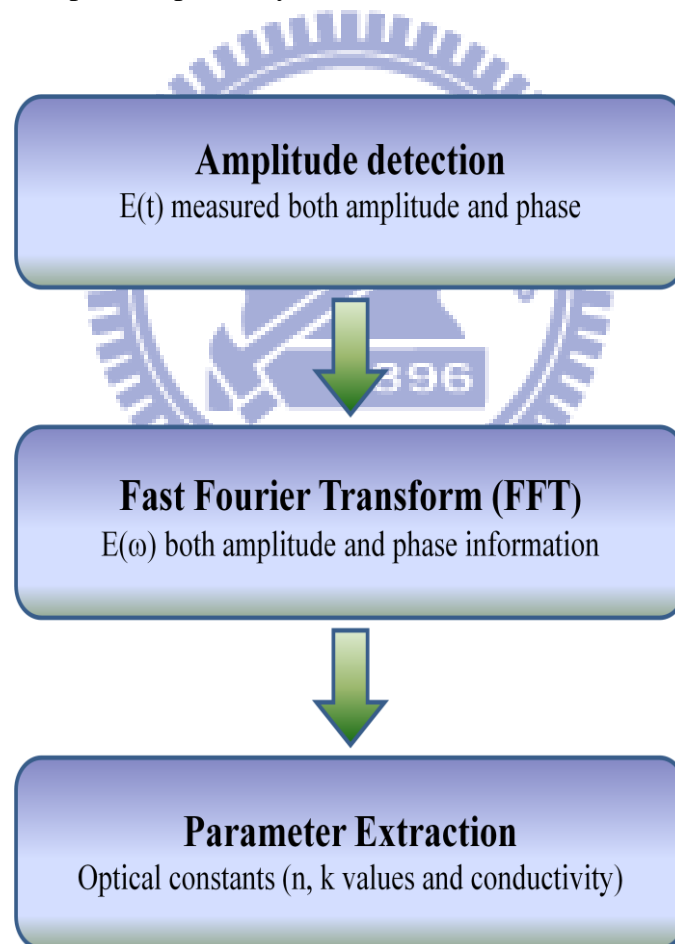 Amplitude detection
E(t) measured both amplitude and phase
896
Fast Fourier Transform (FFT)
E(ω) both amplitude and phase information
Parameter Extraction
Optical constants (n, k values and conductivity)